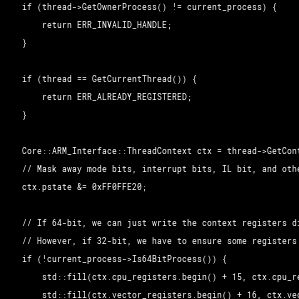 if (thread->GetOwnerProcess() != current_process) {
return ERR_INVALID_HANDLE;
}
if (thread == GetCurrentThread()) {
return ERR_ALREADY_REGISTERED;
}
Core::ARM_Interface::ThreadContext ctx = thread->GetCont
// Mask away mode bits, interrupt bits, IL bit, and othe
ctx.pstate &= 0xFF0FFE20;
// If 64-bit, we can just write the context registers di
// However, if 32-bit, we have to ensure some registers
if (!current_process->Is64BitProcess()) {
std::fill(ctx.cpu_registers.begin() + 15, ctx.cpu_re
std::fill(ctx.vector_registers.begin() + 16, ctx.vec